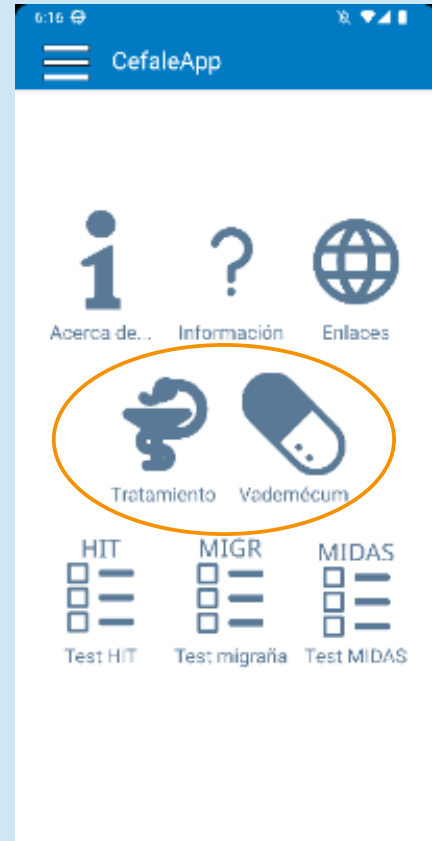 6:16
CefaleApp
Acerca de... Información Enlaces
Tratamiento Vademécum
HIT MIGR MIDAS
Test HIT Test migraña Test MIDAS